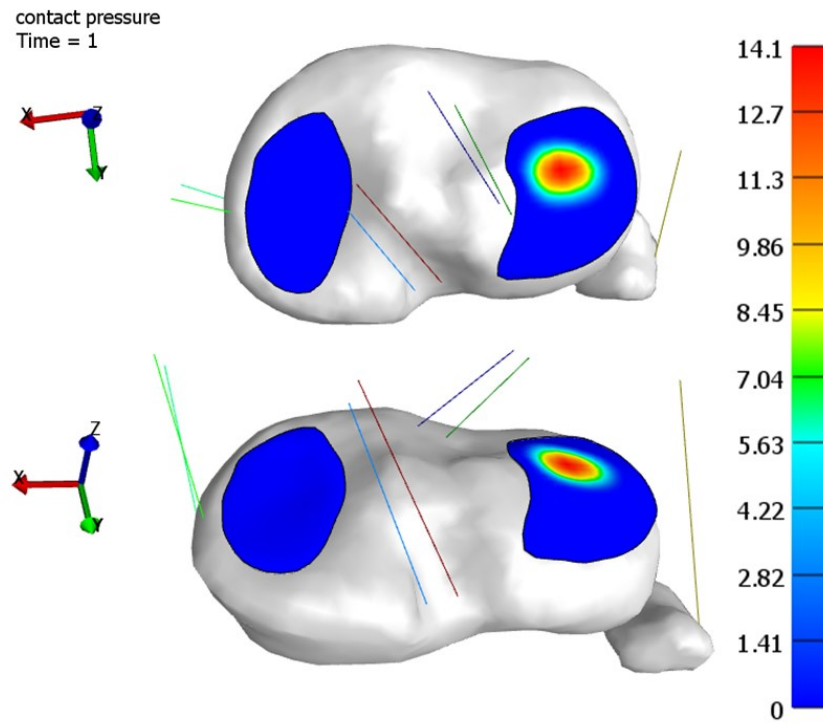 contact pressure
Time = 1
X
Z
Y
14.1
12.7
11.3
9.86
8.45
7.04
5.63
4.22
2.82
1.41
0
Z
X
Y